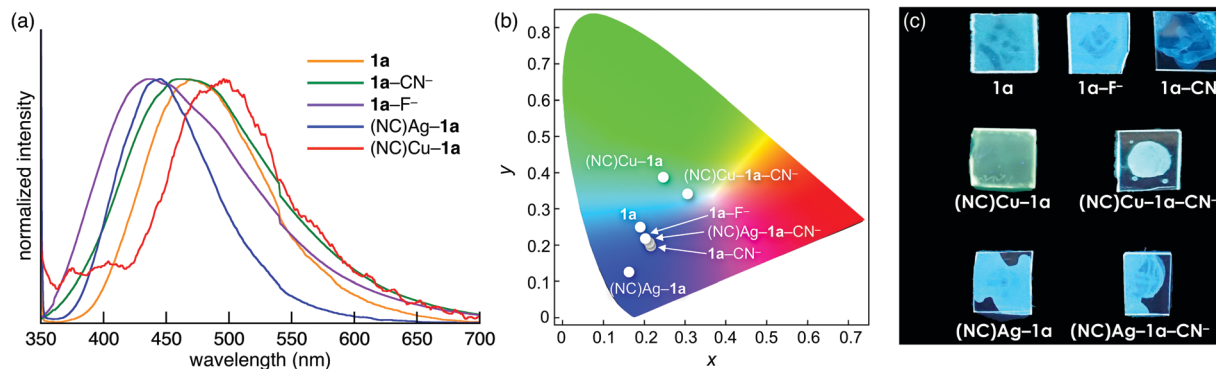 (a)
1a
1a–CN⁻
1a–F⁻
(NC)Ag–1a
(NC)Cu–1a
normalized intensity
350 400 450 500 550 600 650 700
wavelength (nm)
(b)
0.8
0.7
0.6
0.5
0.4
0.3
0.2
0.1
0
y
(NC)Cu–1a
(NC)Cu–1a–CN⁻
1a
1a–F⁻
(NC)Ag–1a–CN⁻
1a–CN⁻
(NC)Ag–1a
0 0.1 0.2 0.3 0.4 0.5 0.6 0.7
x
(c)
1a 1a–F⁻ 1a–CN
(NC)Cu–1a (NC)Cu–1a–CN⁻
(NC)Ag–1a (NC)Ag–1a–CN⁻